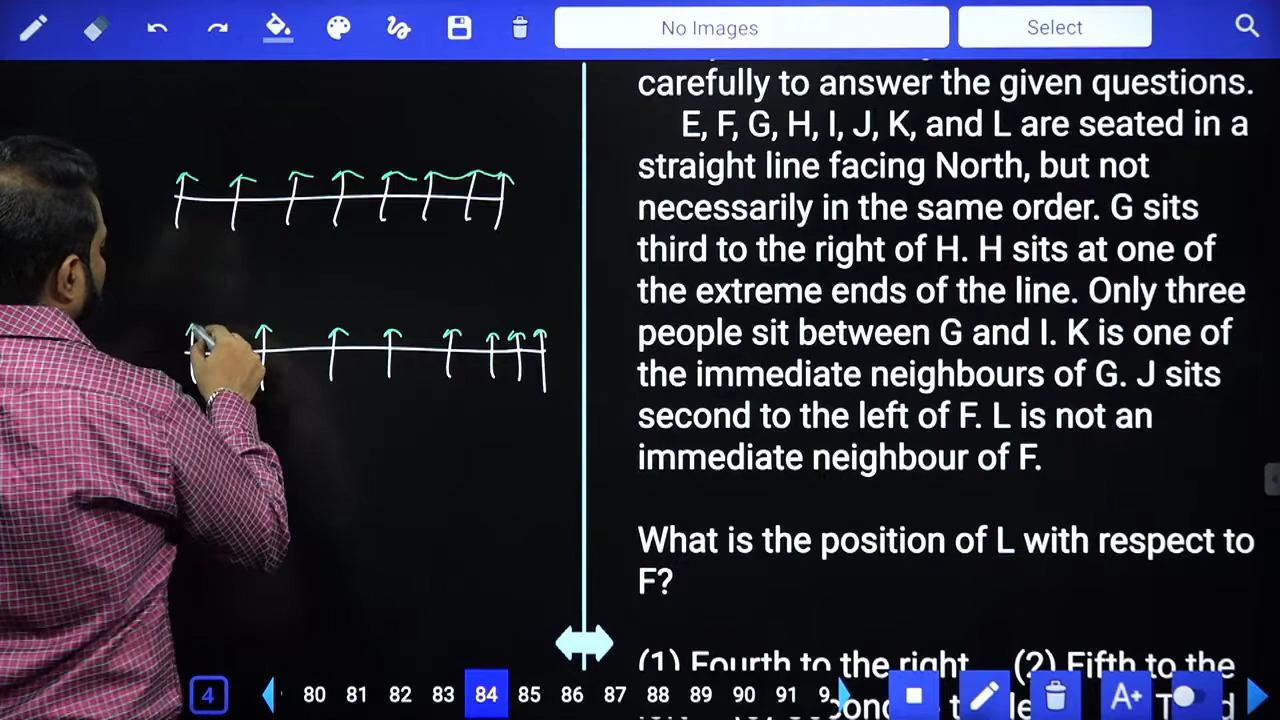 No Images
Select
carefully to answer the given questions.
E, F, G, H, I, J, K, and L are seated in a
straight line facing North, but not
necessarily in the same order. G sits
third to the right of H. H sits at one of
the extreme ends of the line. Only three
people sit between G and I. K is one of
the immediate neighbours of G. J sits
second to the left of F. L is not an
immediate neighbour of F.
What is the position of L with respect to
F?
(1) Fourth to the right (2) Fifth to the
4 80 81 82 83 84 85 86 87 88 89 90 91 9 A+